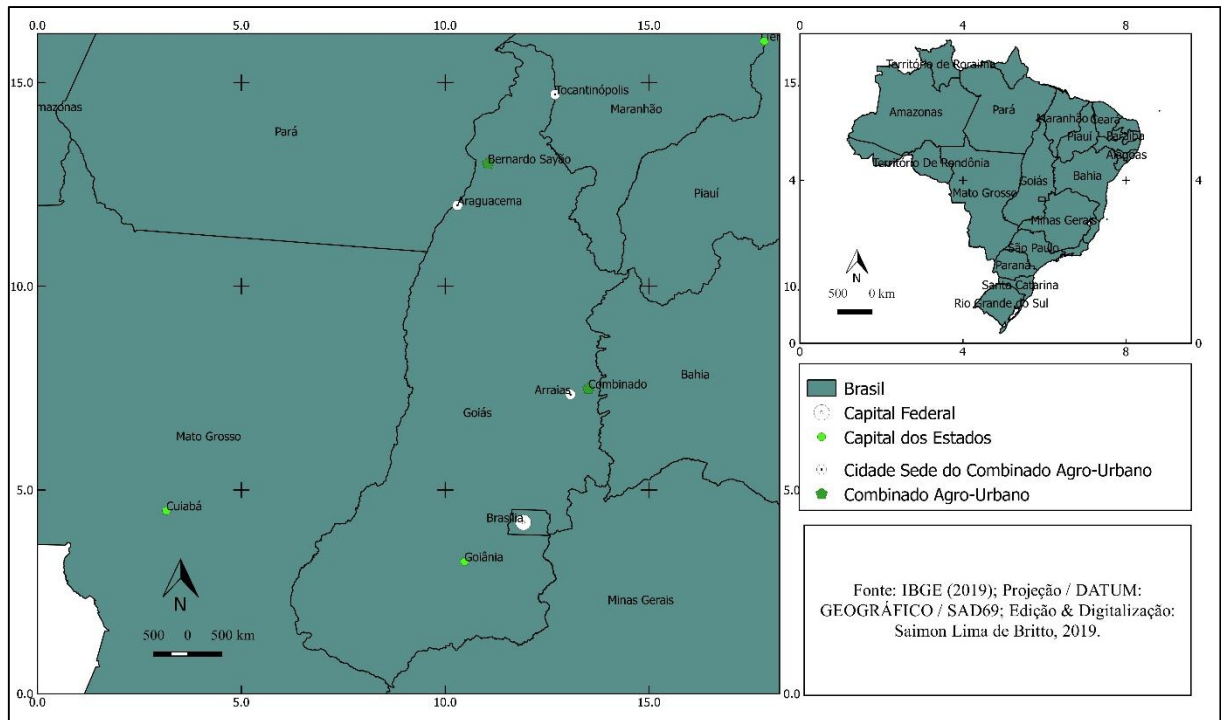 0.0 5.0 10.0 15.0
15.0
Tocantinópolis
Amazonas
Maranhão
Pará
Bernardo Sayão
Piauí
Araguacema
10.0
Combinado
Arraias
Bahia
Goiás
Mato Grosso
5.0 5.0
Cuiabá
Brasília
Goiânia
Minas Gerais
N
500 0 500 km
0.0 0.0
0.0 5.0 10.0 15.0
4 8
15.
Território de Roraima
Amazonas
Pará
Maranhão
Ceará
Piauí
Paraíba
Alagoas
Território De Rondônia
Goiás
Bahia
4 4
Mato Grosso
Minas Gerais
São Paulo
Paraná
Santa Catarina
Rio Grande do Sul
N
500 0 km
10.
0 0
0 4 8
Brasil
Capital Federal
Capital dos Estados
Cidade Sede do Combinado Agro-Urbano
Combinado Agro-Urbano
Fonte: IBGE (2019); Projeção / DATUM:
GEOGRÁFICO / SAD69; Edição & Digitalização:
Saimon Lima de Britto, 2019.